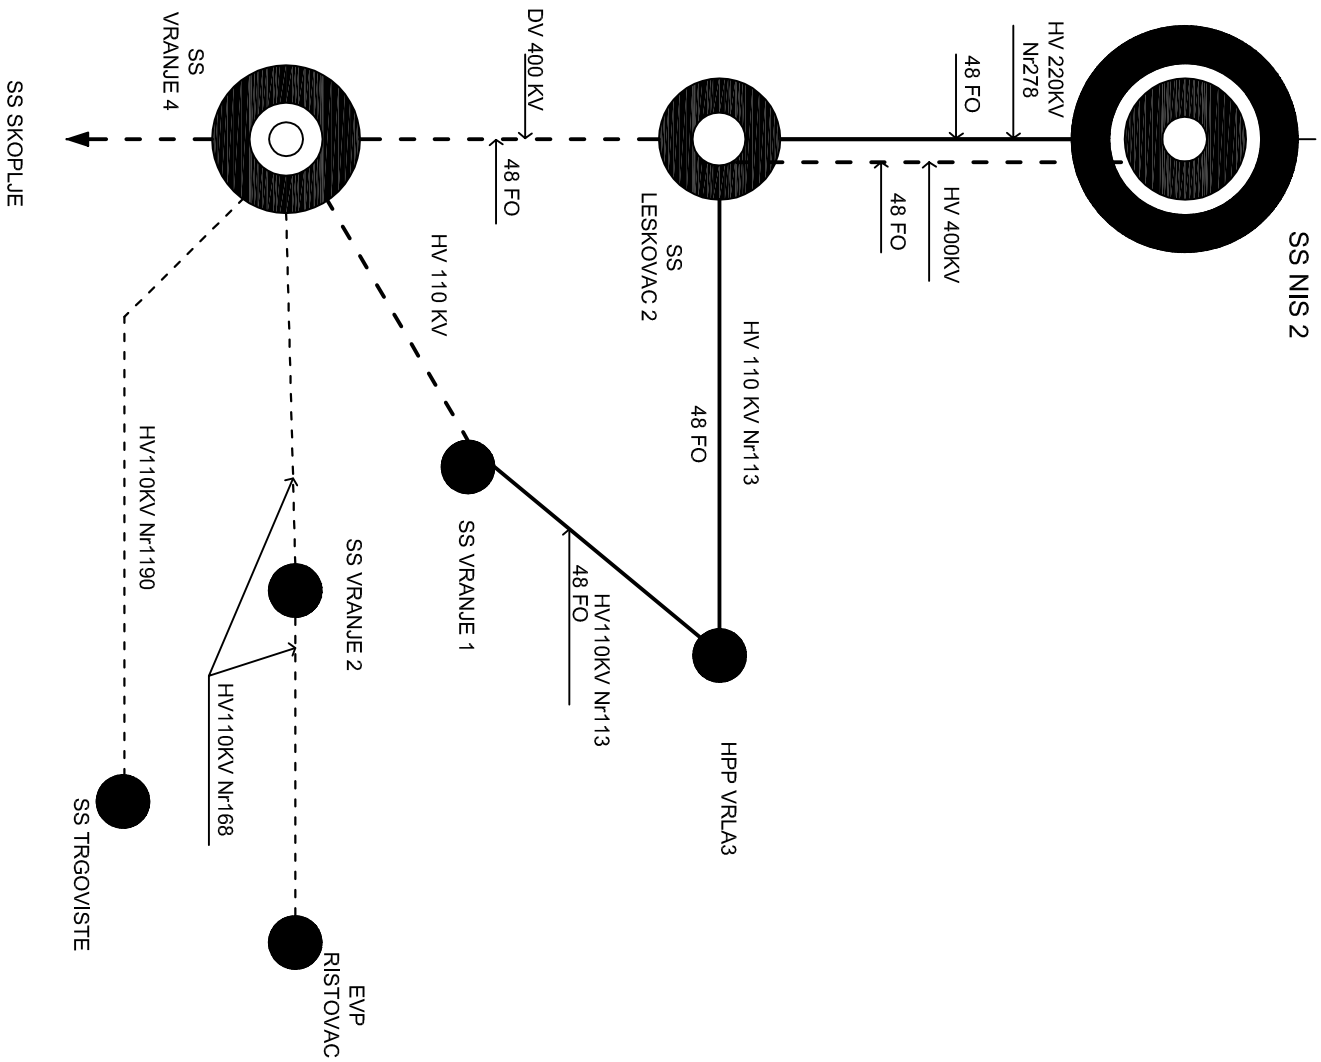 SS NIS 2
HV 220KV
Nr278
48 FO
HV 400KV
48 FO
SS
LESKOVAC 2
HV 110 KV Nr113
48 FO
HPP VRLA3
DV 400 KV
48 FO
HV110KV Nr113
48 FO
SS VRANJE 1
HV 110 KV
SS
VRANJE 4
SS VRANJE 2
EVP
RISTOVAC
HV110KV Nr168
HV110KV Nr1190
SS TRGOVISTE
SS SKOPLJE